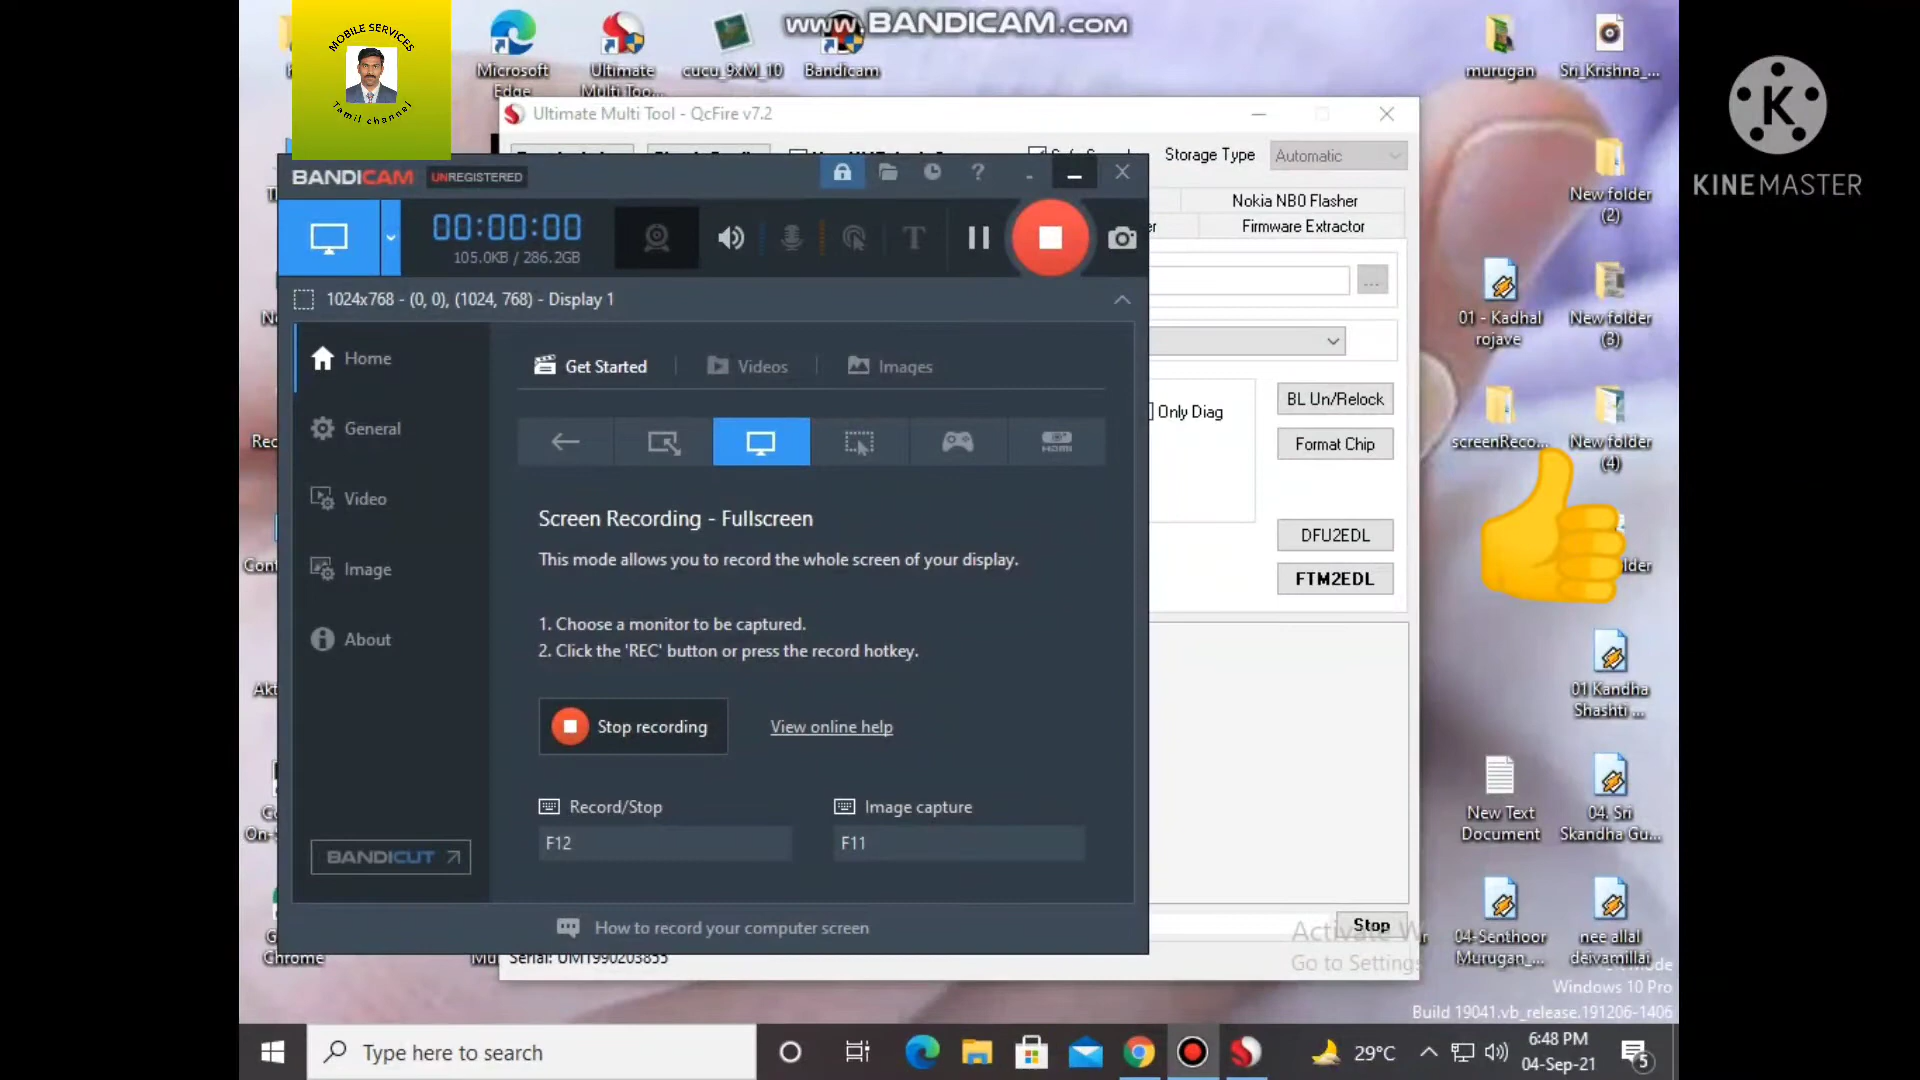 MOBILE SERVICES
Tamil channel
www.BANDICAM.com
KINEMASTER
Microsoft
Edge
Ultimate
Multi Too...
cucu_9xM_10
Bandicam
murugan
Sri_Krishna_...
Ultimate Multi Tool - QcFire v7.2
Storage Type
Automatic
Nokia NB0 Flasher
Firmware Extractor
...
Only Diag
BL Un/Relock
Format Chip
DFU2EDL
FTM2EDL
Stop
Serial: UMT990203855
BANDICAM
UNREGISTERED
00:00:00
105.0KB / 286.2GB
1024x768 - (0, 0), (1024, 768) - Display 1
Home
General
Video
Image
About
BANDICUT
Get Started
Videos
Images
HDMI
Screen Recording - Fullscreen
This mode allows you to record the whole screen of your display.
1. Choose a monitor to be captured.
2. Click the 'REC' button or press the record hotkey.
Stop recording
View online help
Record/Stop
F12
Image capture
F11
How to record your computer screen
New folder
(2)
01 - Kadhal
rojave
New folder
(3)
screenReco...
New folder
(4)
01 Kandha
Shashti ...
New Text
Document
04. Sri
Skandha Gu...
04-Senthoor
Murugan_...
nee allal
deivamillai
Chrome
Go to Settings
Windows 10 Pro
Build 19041.vb_release.191206-1406
Type here to search
29°C
6:48 PM
04-Sep-21
5